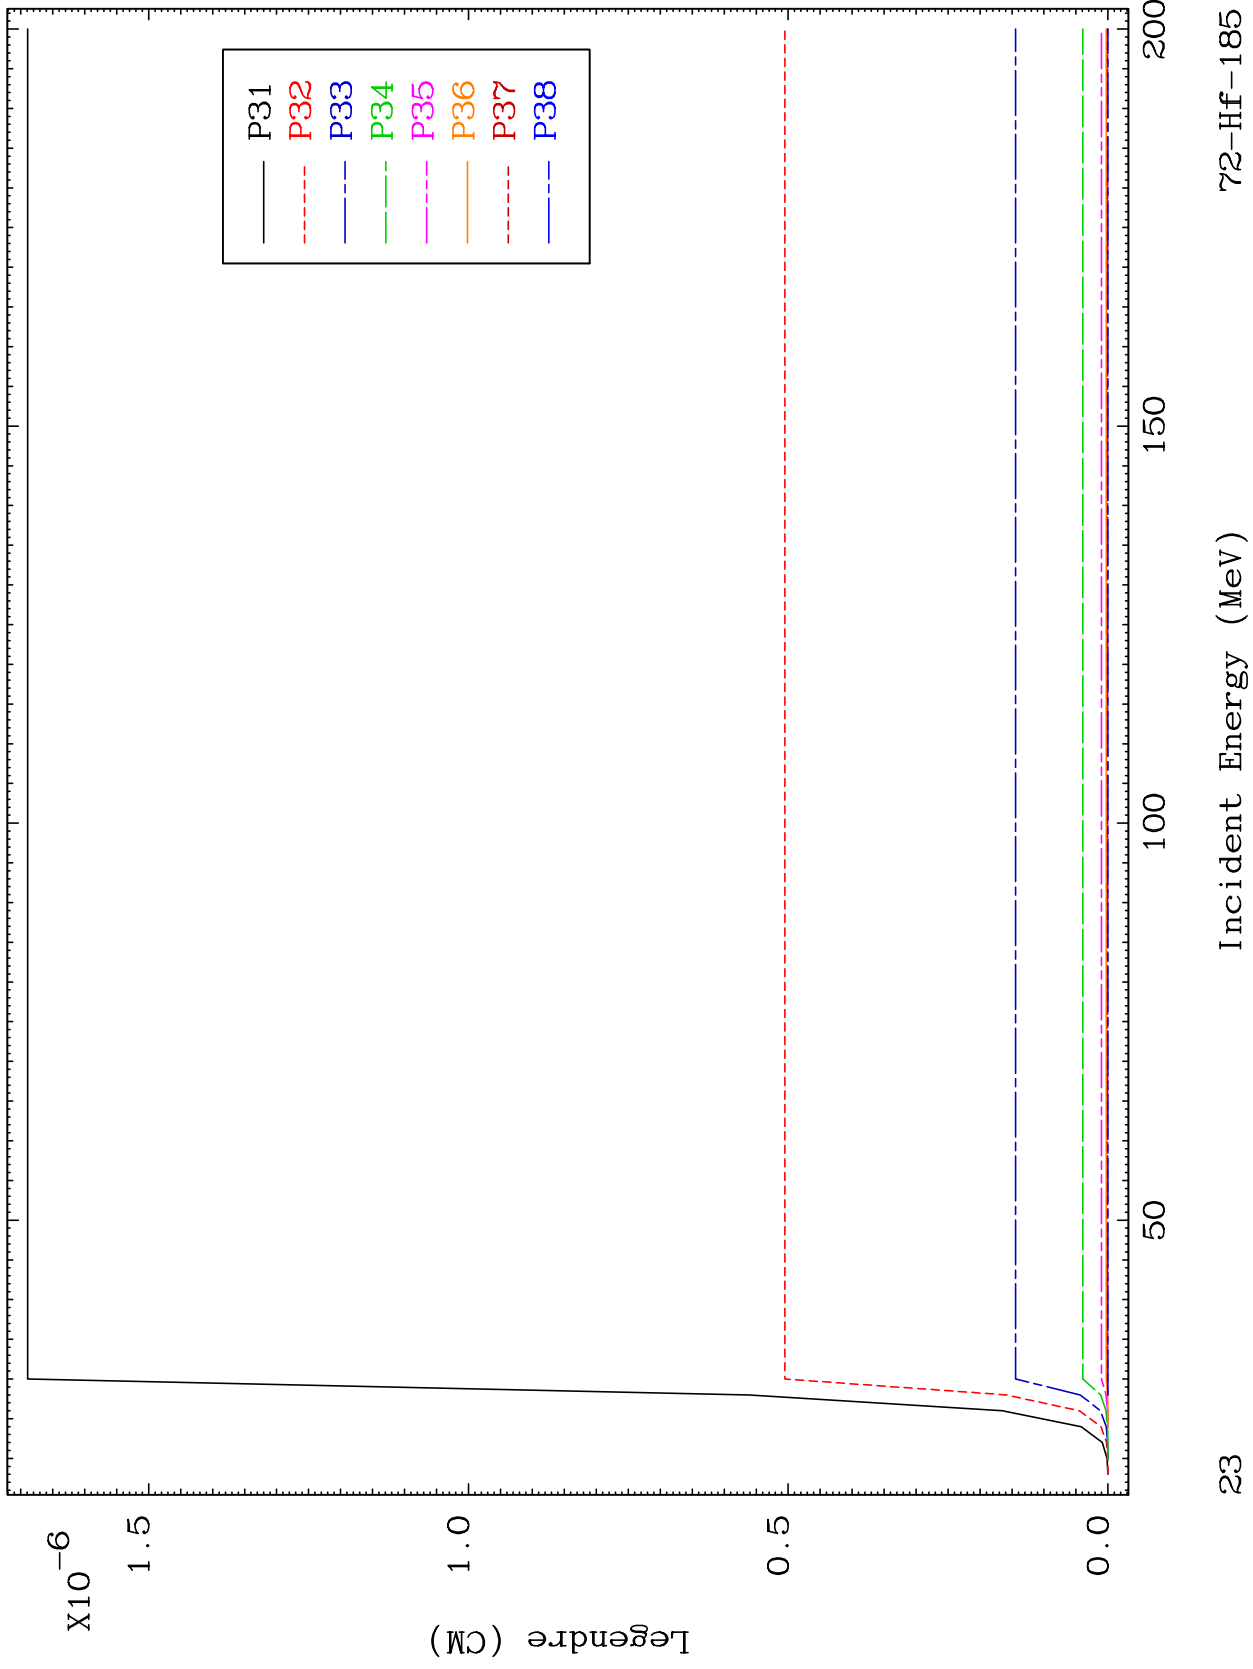 X10-6
Legendre (CM)
1.5
1.0
0.5
0.0
P31
P32
P33
P34
P35
P36
P37
P38
50
100
150
200
23
Incident Energy (MeV)
72-Hf-185